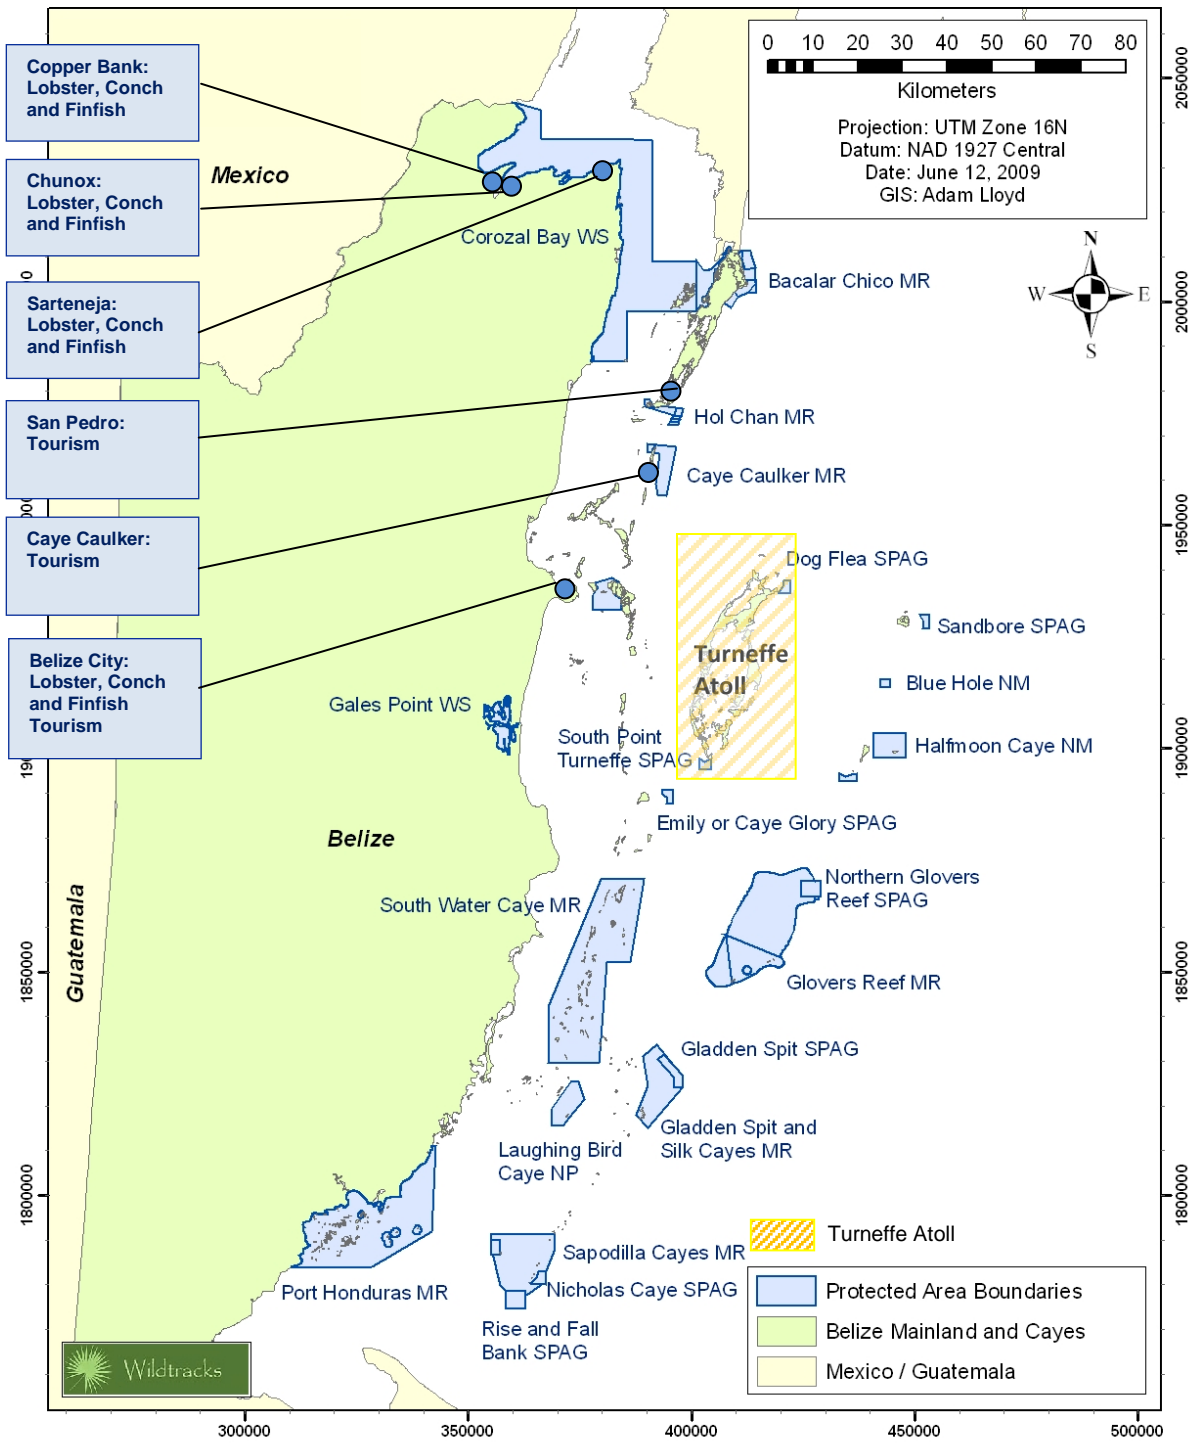 Copper Bank:
Lobster, Conch
and Finfish
Chunox:
Lobster, Conch
and Finfish
Sarteneja:
Lobster, Conch
and Finfish
San Pedro:
Tourism
Caye Caulker:
Tourism
Belize City:
Lobster, Conch
and Finfish
Tourism
0 10 20 30 40 50 60 70 80
Kilometers
Projection: UTM Zone 16N
Datum: NAD 1927 Central
Date: June 12, 2009
GIS: Adam Lloyd
N
W E
S
Mexico
Corozal Bay WS
Bacalar Chico MR
Hol Chan MR
Caye Caulker MR
Dog Flea SPAG
Sandbore SPAG
Turneffe
Atoll
Blue Hole NM
Gales Point WS
South Point
Turneffe SPAG
Halfmoon Caye NM
Emily or Caye Glory SPAG
Belize
Guatemala
South Water Caye MR
Northern Glovers
Reef SPAG
Glovers Reef MR
Gladden Spit SPAG
Gladden Spit and
Silk Cayes MR
Laughing Bird
Caye NP
Sapodilla Cayes MR
Nicholas Caye SPAG
Port Honduras MR
Rise and Fall
Bank SPAG
Turneffe Atoll
Protected Area Boundaries
Belize Mainland and Cayes
Mexico / Guatemala
Wildtracks
2050000
2000000
1950000
1900000
1850000
1800000
1850000
1800000
300000 350000 400000 450000 500000